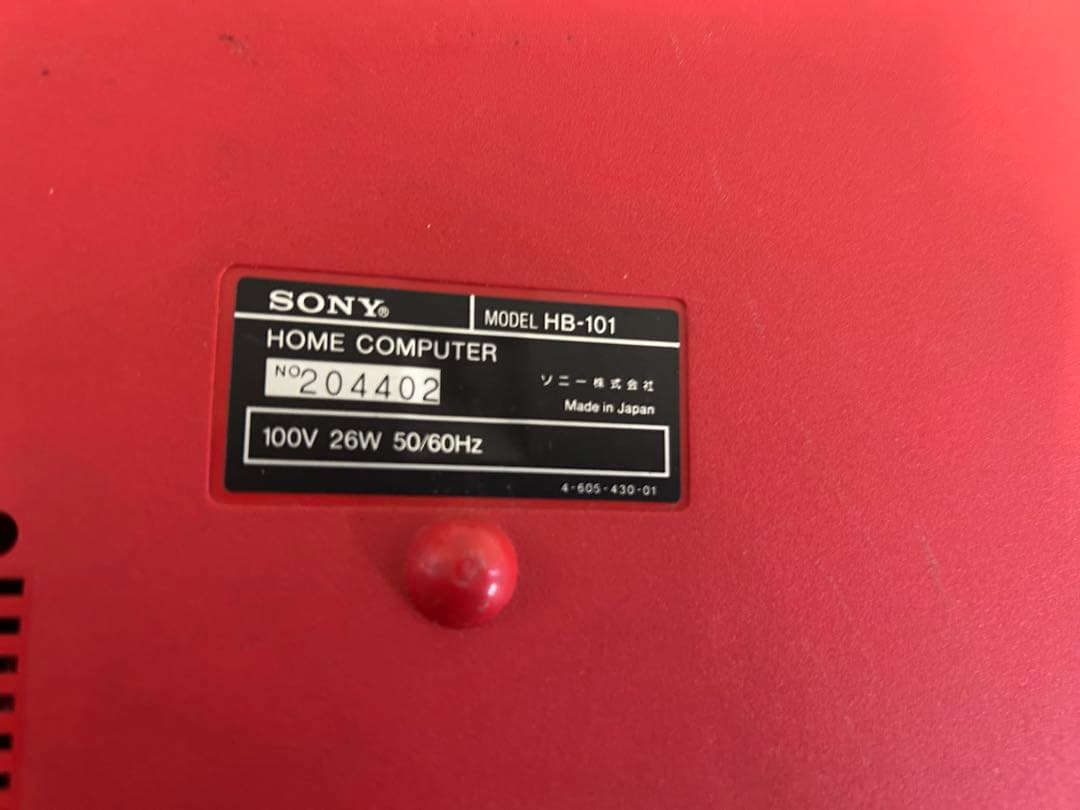 SONY®
MODEL HB-101
HOME COMPUTER
NO 204402
ソニー株式会社
Made in Japan
100V 26W 50/60Hz
4-605-430-01